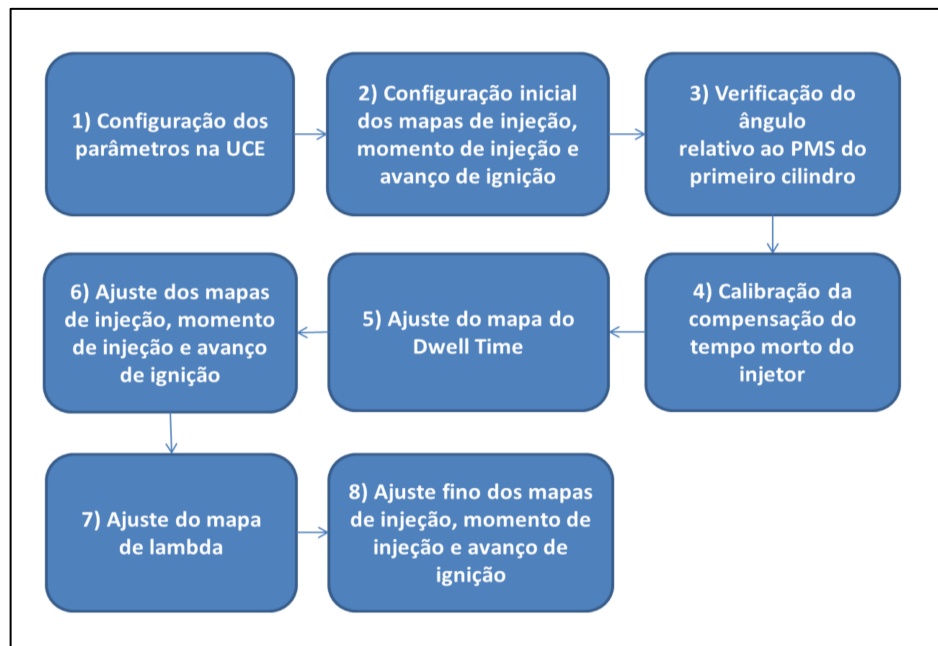 1) Configuração dos
parâmetros na UCE
2) Configuração inicial
dos mapas de injeção,
momento de injeção e
avanço de ignição
3) Verificação do
ângulo
relativo ao PMS do
primeiro cilindro
4) Calibração da
compensação do
tempo morto do
injetor
5) Ajuste do mapa do
Dwell Time
6) Ajuste dos mapas
de injeção, momento
de injeção e avanço
de ignição
7) Ajuste do mapa
de lambda
8) Ajuste fino dos mapas
de injeção, momento de
injeção e avanço de
ignição